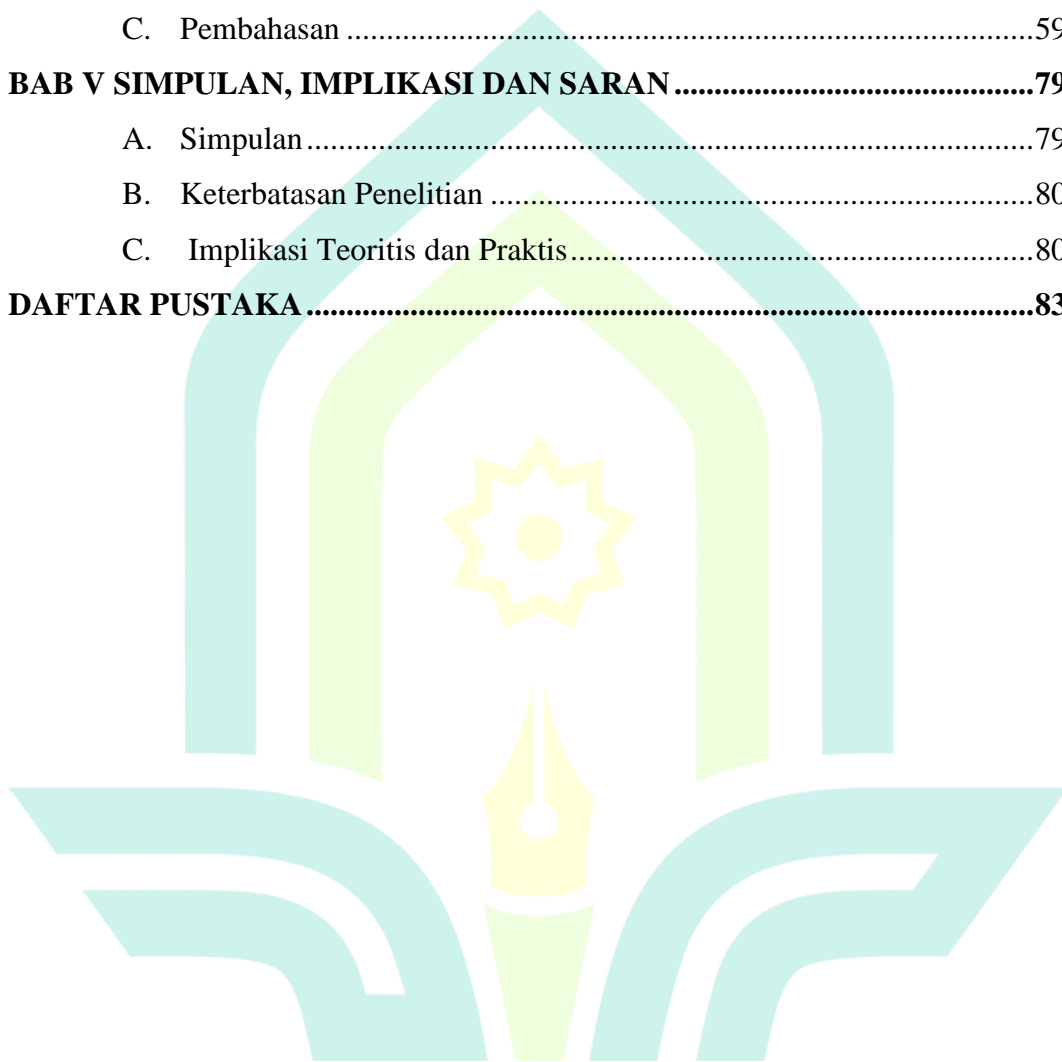 C. Pembahasan ..........................................................................................59
BAB V SIMPULAN, IMPLIKASI DAN SARAN ..........................................79
A. Simpulan ..............................................................................................79
B. Keterbatasan Penelitian .......................................................................80
C. Implikasi Teoritis dan Praktis ..............................................................80
DAFTAR PUSTAKA ....................................................................................83